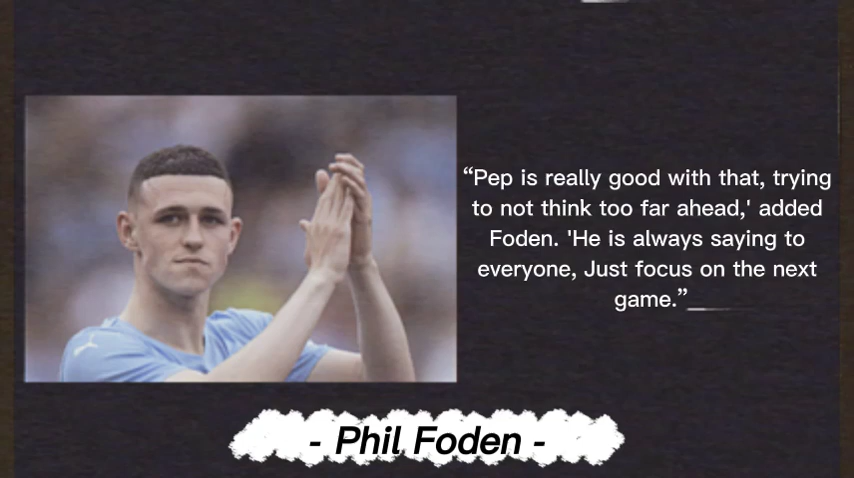 “Pep is really good with that, trying
to not think too far ahead,' added
Foden. 'He is always saying to
everyone, Just focus on the next
game.”
- Phil Foden -